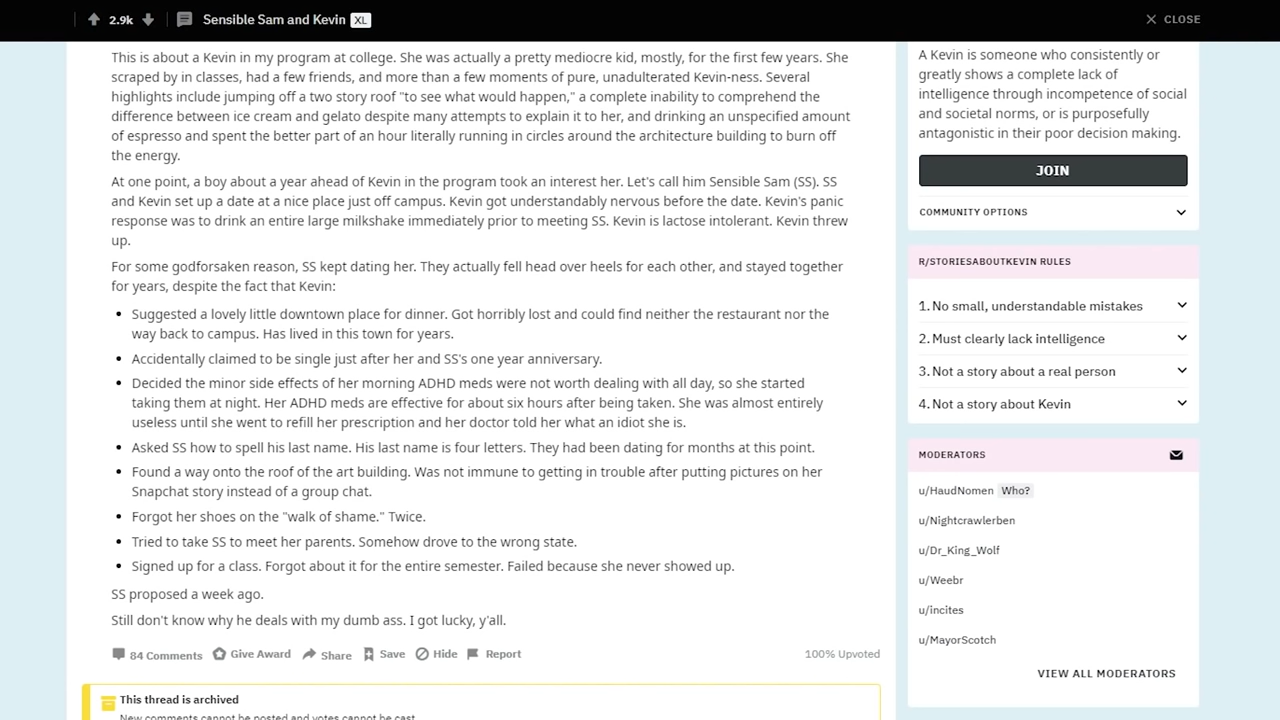 2.9k Sensible Sam and Kevin XL CLOSE
This is about a Kevin in my program at college. She was actually a pretty mediocre kid, mostly, for the first few years. She
scraped by in classes, had a few friends, and more than a few moments of pure, unadulterated Kevin-ness. Several
highlights include jumping off a two story roof "to see what would happen," a complete inability to comprehend the
difference between ice cream and gelato despite many attempts to explain it to her, and drinking an unspecified amount
of espresso and spent the better part of an hour literally running in circles around the architecture building to burn off
the energy.
At one point, a boy about a year ahead of Kevin in the program took an interest her. Let's call him Sensible Sam (SS). SS
and Kevin set up a date at a nice place just off campus. Kevin got understandably nervous before the date. Kevin's panic
response was to drink an entire large milkshake immediately prior to meeting SS. Kevin is lactose intolerant. Kevin threw
up.
For some godforsaken reason, SS kept dating her. They actually fell head over heels for each other, and stayed together
for years, despite the fact that Kevin:
• Suggested a lovely little downtown place for dinner. Got horribly lost and could find neither the restaurant nor the
way back to campus. Has lived in this town for years.
• Accidentally claimed to be single just after her and SS's one year anniversary.
• Decided the minor side effects of her morning ADHD meds were not worth dealing with all day, so she started
taking them at night. Her ADHD meds are effective for about six hours after being taken. She was almost entirely
useless until she went to refill her prescription and her doctor told her what an idiot she is.
• Asked SS how to spell his last name. His last name is four letters. They had been dating for months at this point.
• Found a way onto the roof of the art building. Was not immune to getting in trouble after putting pictures on her
Snapchat story instead of a group chat.
• Forgot her shoes on the "walk of shame." Twice.
• Tried to take SS to meet her parents. Somehow drove to the wrong state.
• Signed up for a class. Forgot about it for the entire semester. Failed because she never showed up.
SS proposed a week ago.
Still don't know why he deals with my dumb ass. I got lucky, y'all.
84 Comments Give Award Share Save Hide Report 100% Upvoted
This thread is archived
New comments cannot be posted and votes cannot be cast
A Kevin is someone who consistently or
greatly shows a complete lack of
intelligence through incompetence of social
and societal norms, or is purposefully
antagonistic in their poor decision making.
JOIN
COMMUNITY OPTIONS
R/STORIESABOUTKEVIN RULES
1. No small, understandable mistakes
2. Must clearly lack intelligence
3. Not a story about a real person
4. Not a story about Kevin
MODERATORS
u/HaudNomen Who?
u/Nightcrawlerben
u/Dr_King_Wolf
u/Weebr
u/incites
u/MayorScotch
VIEW ALL MODERATORS